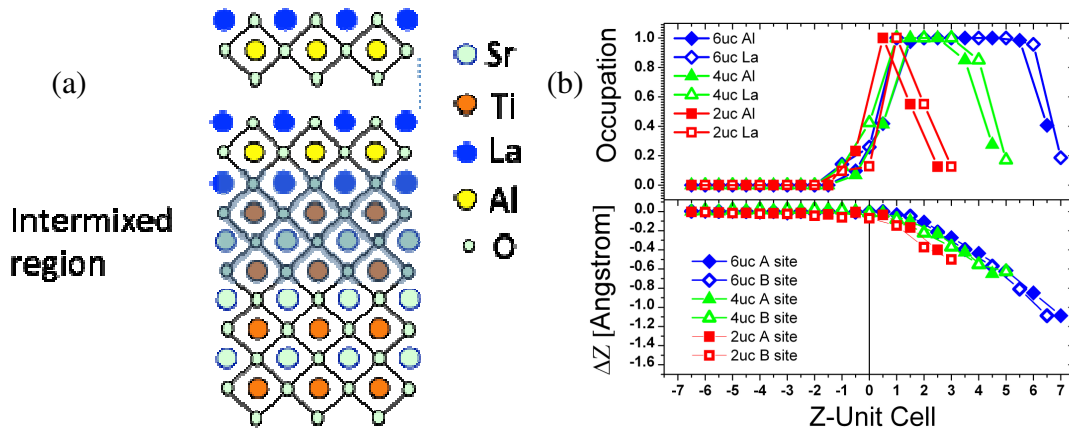 (a)
Sr
Ti
La
Al
O
Intermixed
region
(b)
Occupation
1.0
0.8
0.6
0.4
0.2
0.0
6uc Al
6uc La
4uc Al
4uc La
2uc Al
2uc La
ΔZ [Angstrom]
0.0
-0.2
-0.4
-0.6
-0.8
-1.0
-1.2
-1.4
-1.6
6uc A site
6uc B site
4uc A site
4uc B site
2uc A site
2uc B site
-7 -6 -5 -4 -3 -2 -1 0 1 2 3 4 5 6 7
Z-Unit Cell